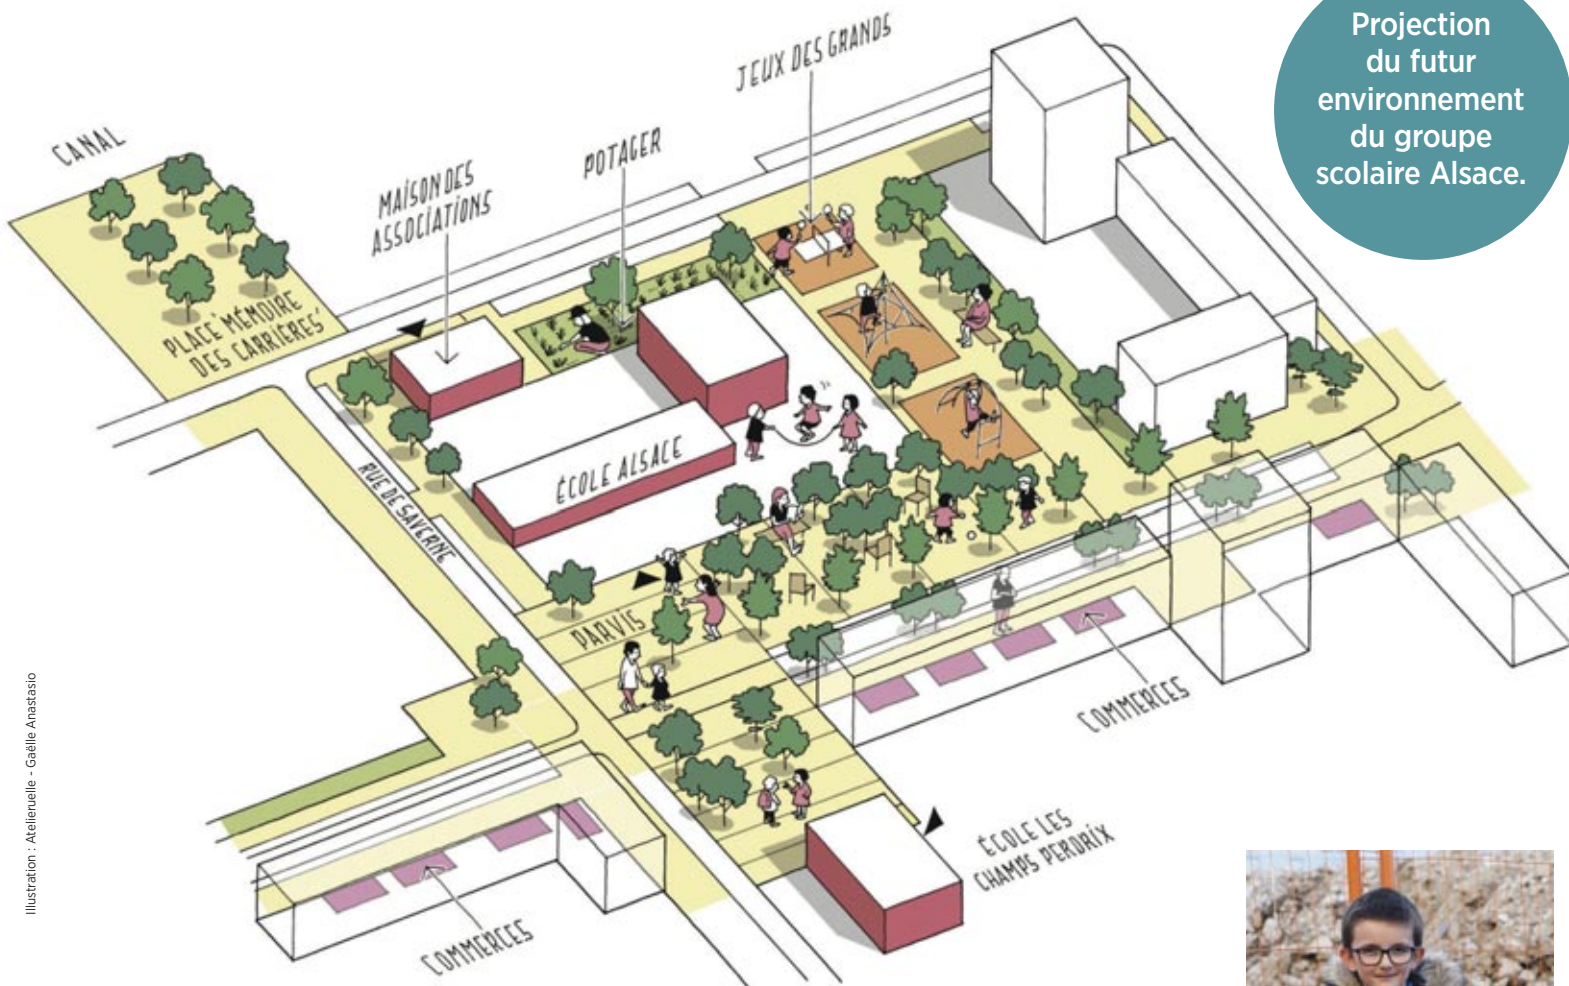 Projection
du futur
environnement
du groupe
scolaire Alsace.
JEUX DES GRANDS
CANAL
POTAGER
MAISON DES
ASSOCIATIONS
PLACE 'MÉMOIRE
DES CARRIÈRES'
ÉCOLE ALSACE
RUE DE SAVERNE
PARVIS
COMMERCES
ÉCOLE LES
CHAMPS PERDRIX
COMMERCES
Illustration : Atelieruelle - Gaëlle Anastasio